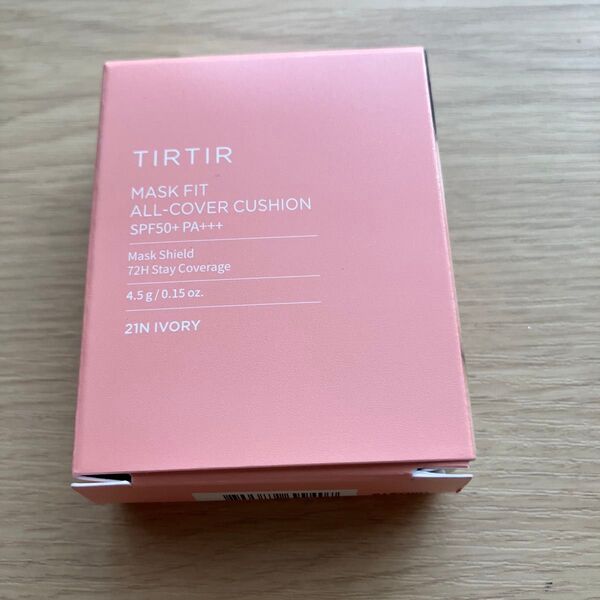 TIRTIR
MASK FIT
ALL-COVER CUSHION
SPF50+ PA+++
Mask Shield
72H Stay Coverage
4.5 g / 0.15 oz.
21N IVORY